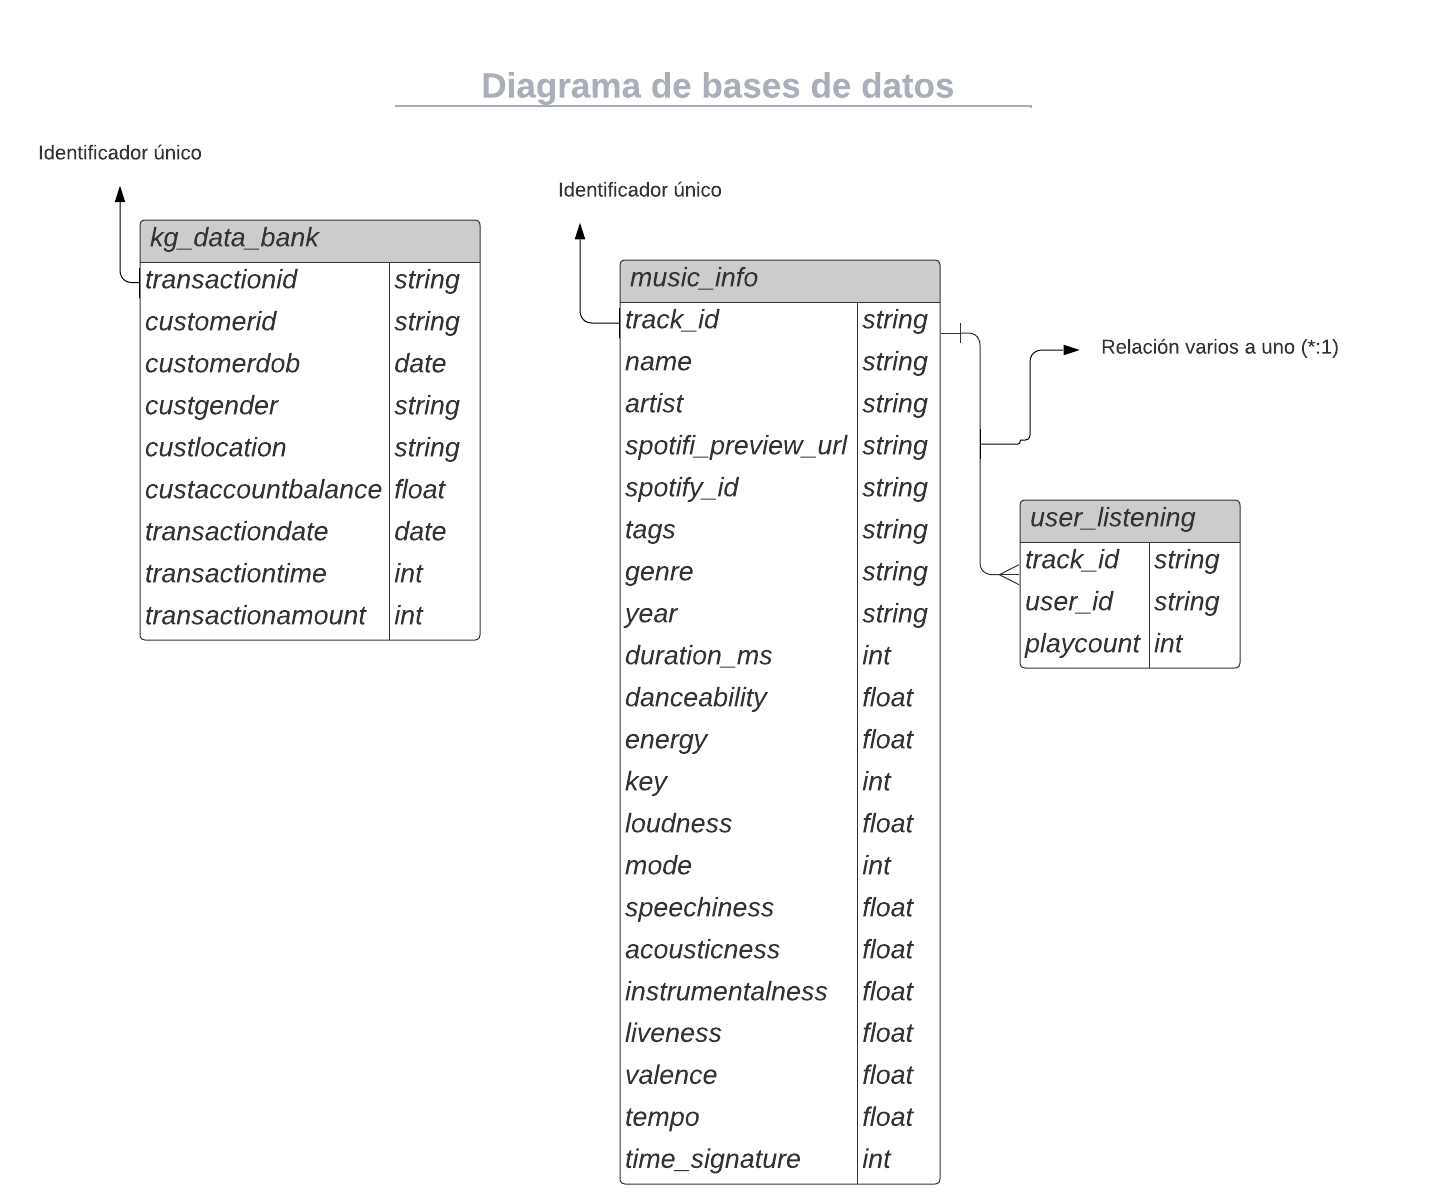 Diagrama de bases de datos
Identificador único
kg_data_bank
transactionid string
customerid string
customerdob date
custgender string
custlocation string
custaccountbalance float
transactiondate date
transactiontime int
transactionamount int
Identificador único
music_info
track_id string
name string
artist string
spotifi_preview_url string
spotify_id string
tags string
genre string
year string
duration_ms int
danceability float
energy float
key int
loudness float
mode int
speechiness float
acousticness float
instrumentalness float
liveness float
valence float
tempo float
time_signature int
Relación varios a uno (*:1)
user_listening
track_id string
user_id string
playcount int